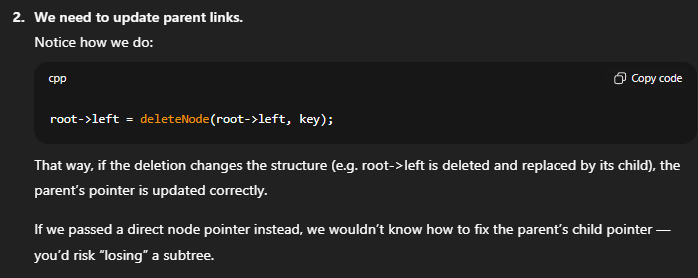 2. We need to update parent links.
Notice how we do:
cpp
Copy code
root->left = deleteNode(root->left, key);
That way, if the deletion changes the structure (e.g. root->left is deleted and replaced by its child), the
parent's pointer is updated correctly.
If we passed a direct node pointer instead, we wouldn't know how to fix the parent's child pointer —
you'd risk “losing” a subtree.